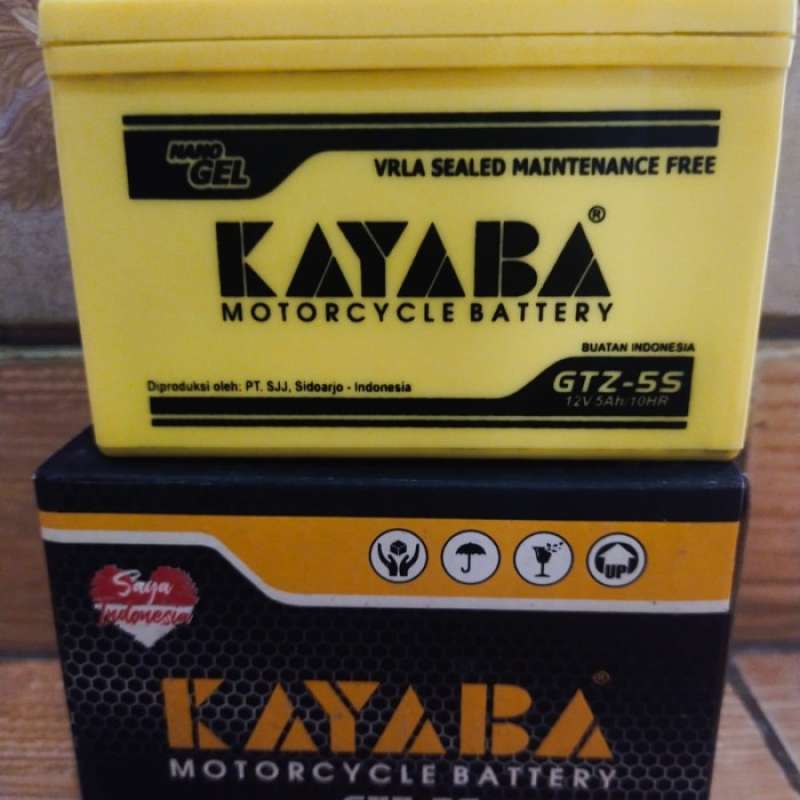 NANO
GEL
VRLA SEALED MAINTENANCE FREE
KAYABA®
MOTORCYCLE BATTERY
BUATAN INDONESIA
Diproduksi oleh: PT. SJJ, Sidoarjo - Indonesia
GTZ-5S
12V 5Ah/10HR
UP
Saya
Indonesia
KAYABA®
MOTORCYCLE BATTERY